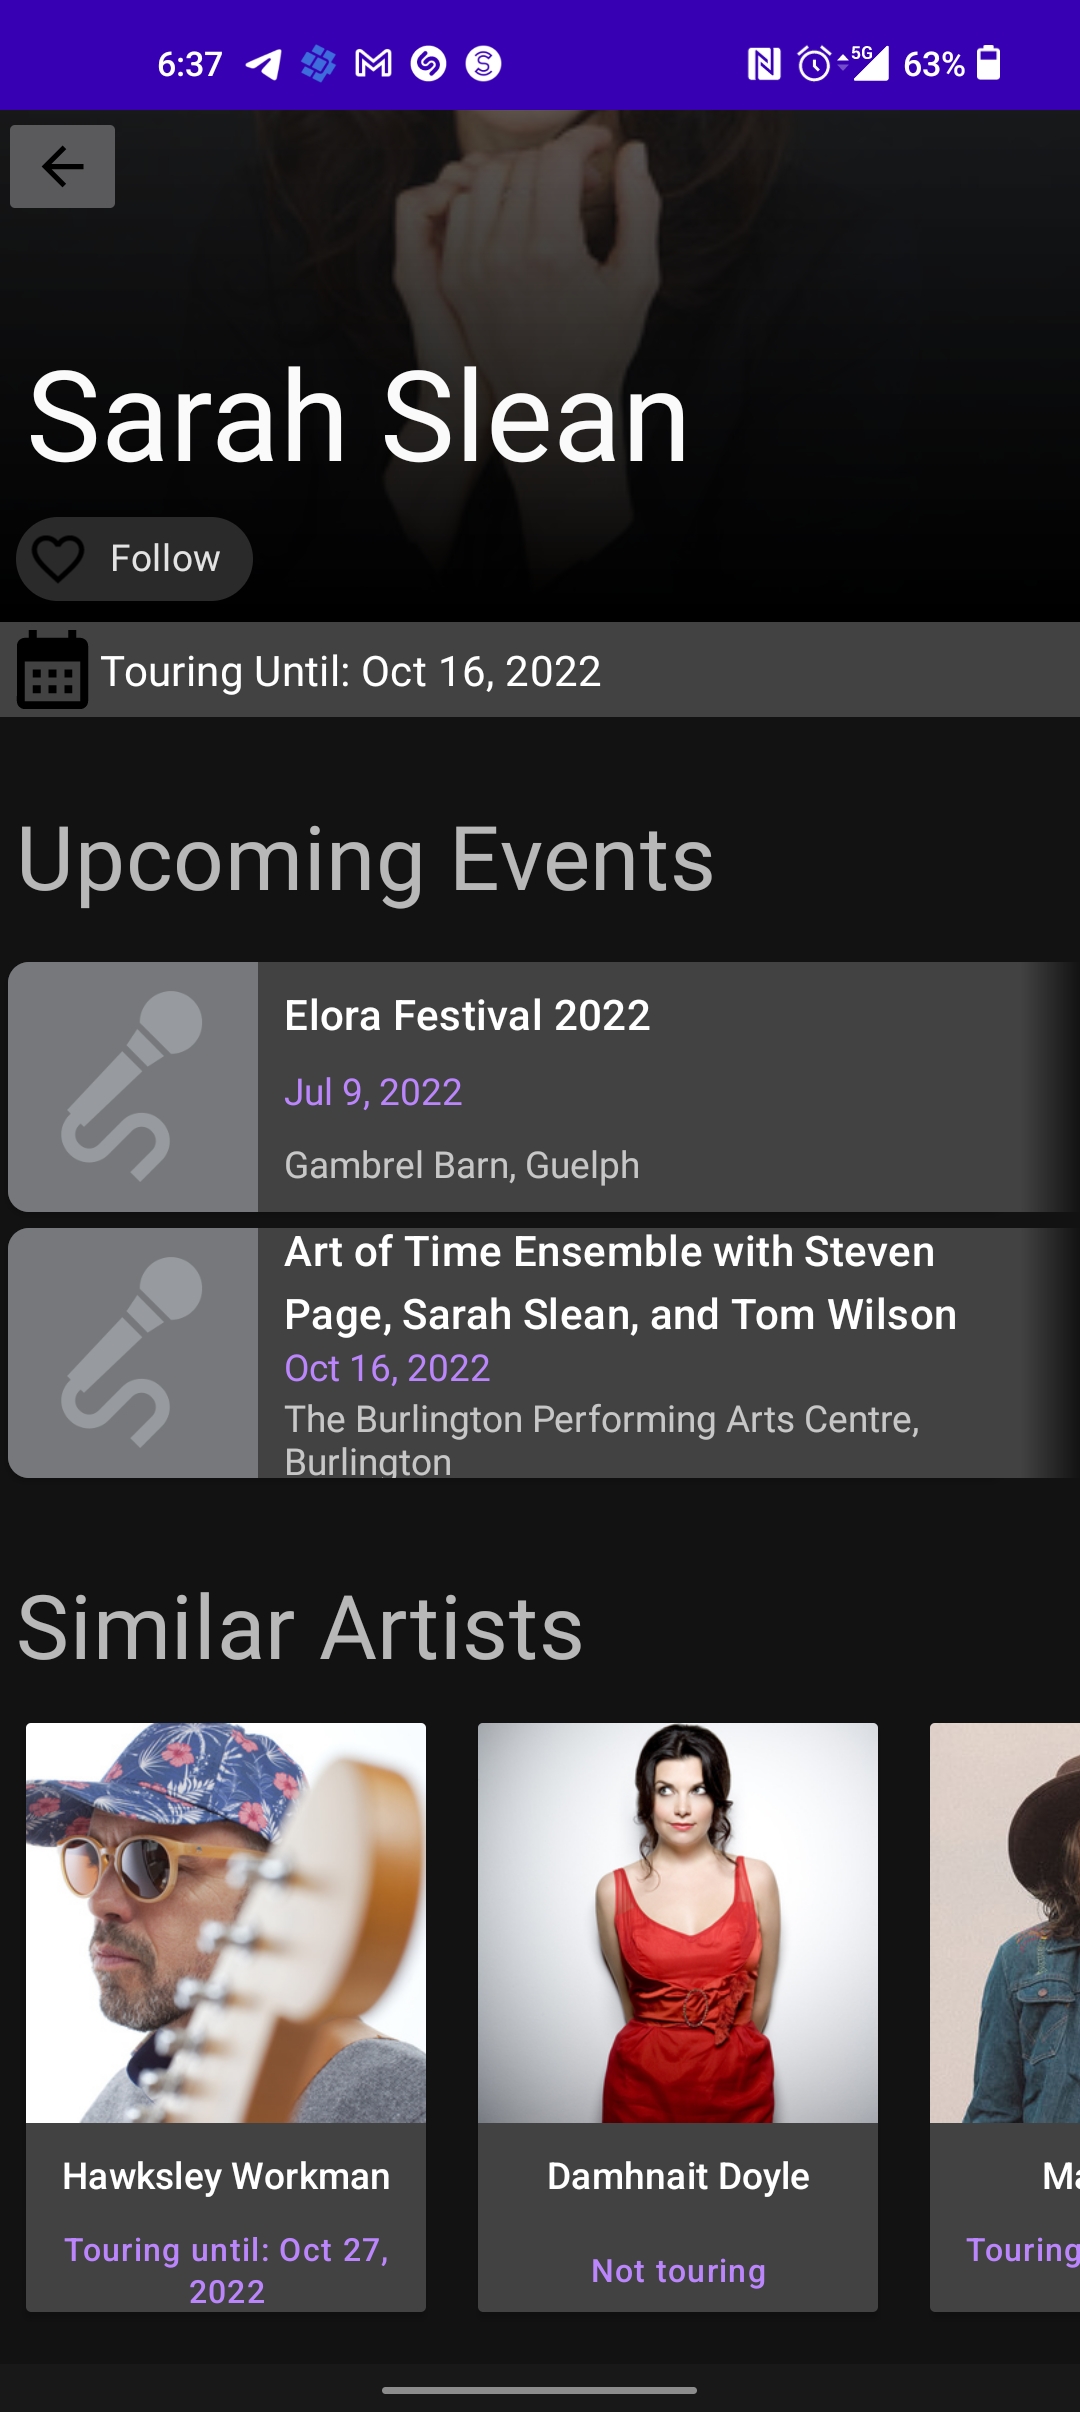 6:37
5G
63%
Sarah Slean
Follow
Touring Until: Oct 16, 2022
Upcoming Events
Elora Festival 2022
Jul 9, 2022
Gambrel Barn, Guelph
Art of Time Ensemble with Steven
Page, Sarah Slean, and Tom Wilson
Oct 16, 2022
The Burlington Performing Arts Centre,
Burlington
Similar Artists
Hawksley Workman
Touring until: Oct 27,
2022
Damhnait Doyle
Not touring
Ma
Touring